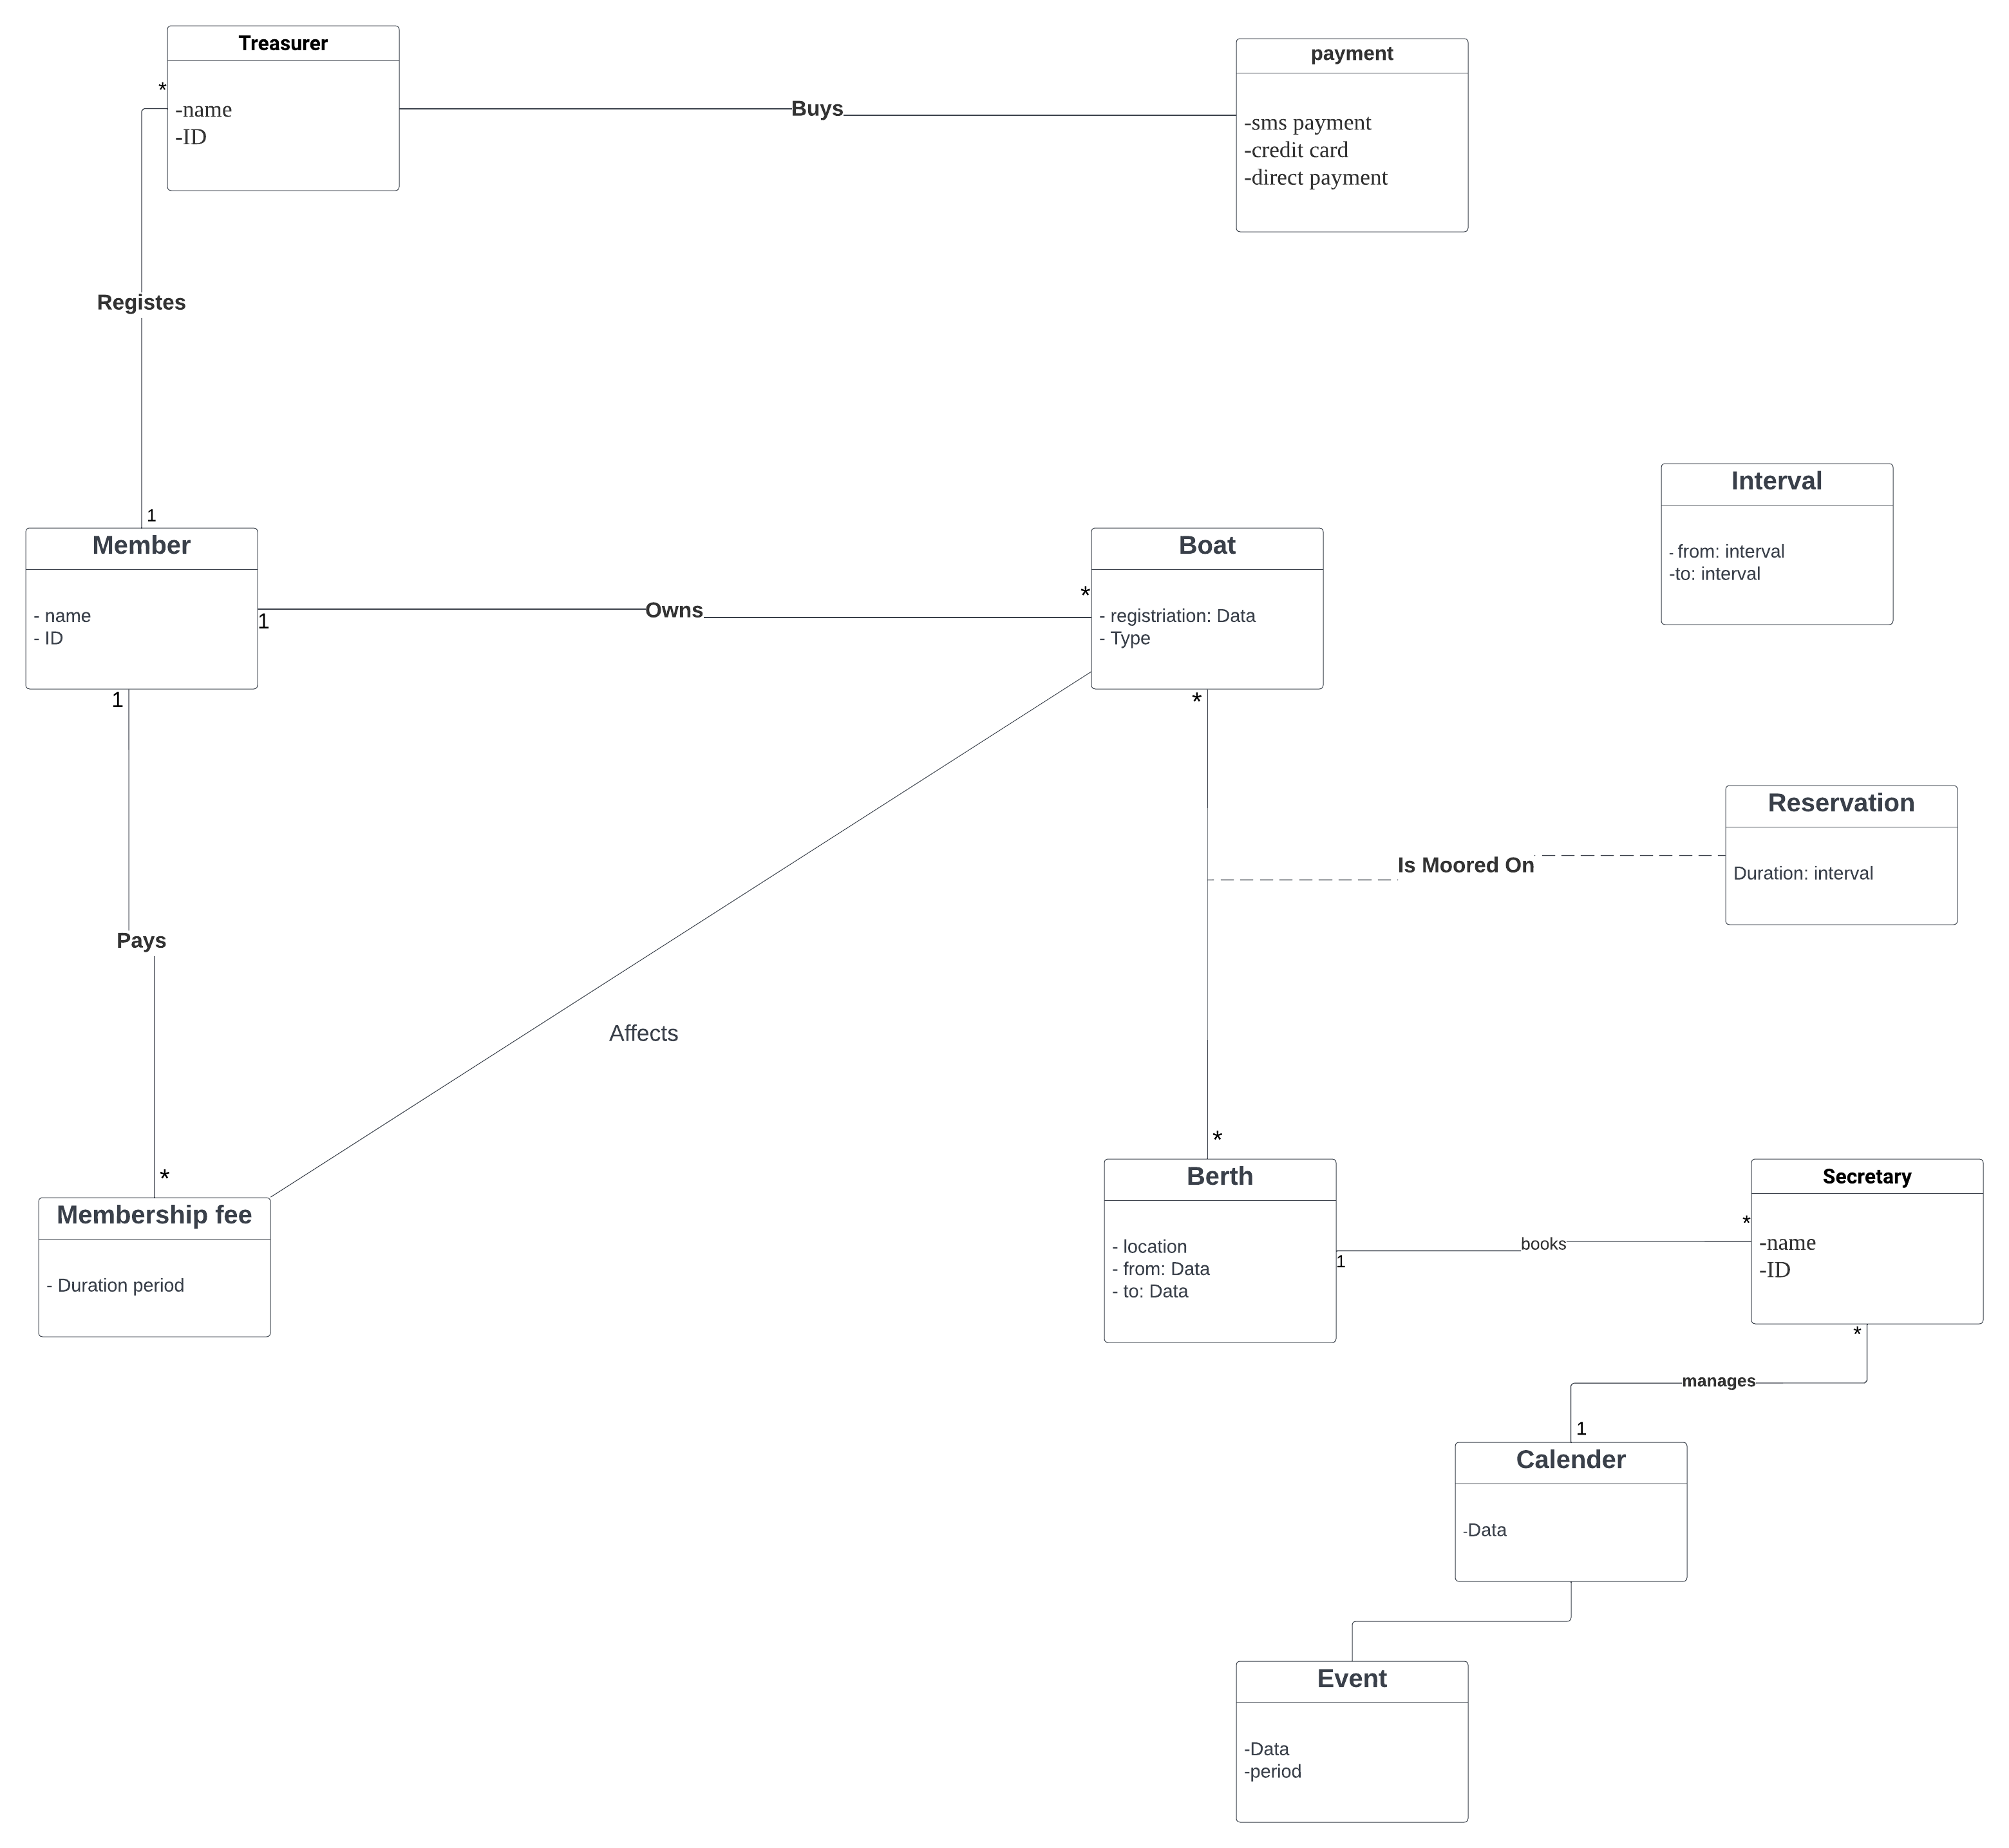 Treasurer
-name
-ID
*
Buys
payment
-sms payment
-credit card
-direct payment
Registes
1
Member
- name
- ID
1
Owns
*
Boat
- registriation: Data
- Type
Interval
- from: interval
-to: interval
1
Pays
*
Affects
*
Is Moored On
Reservation
Duration: interval
*
Membership fee
- Duration period
Berth
- location
- from: Data
- to: Data
1
books
*
Secretary
-name
-ID
*
manages
1
Calender
-Data
Event
-Data
-period